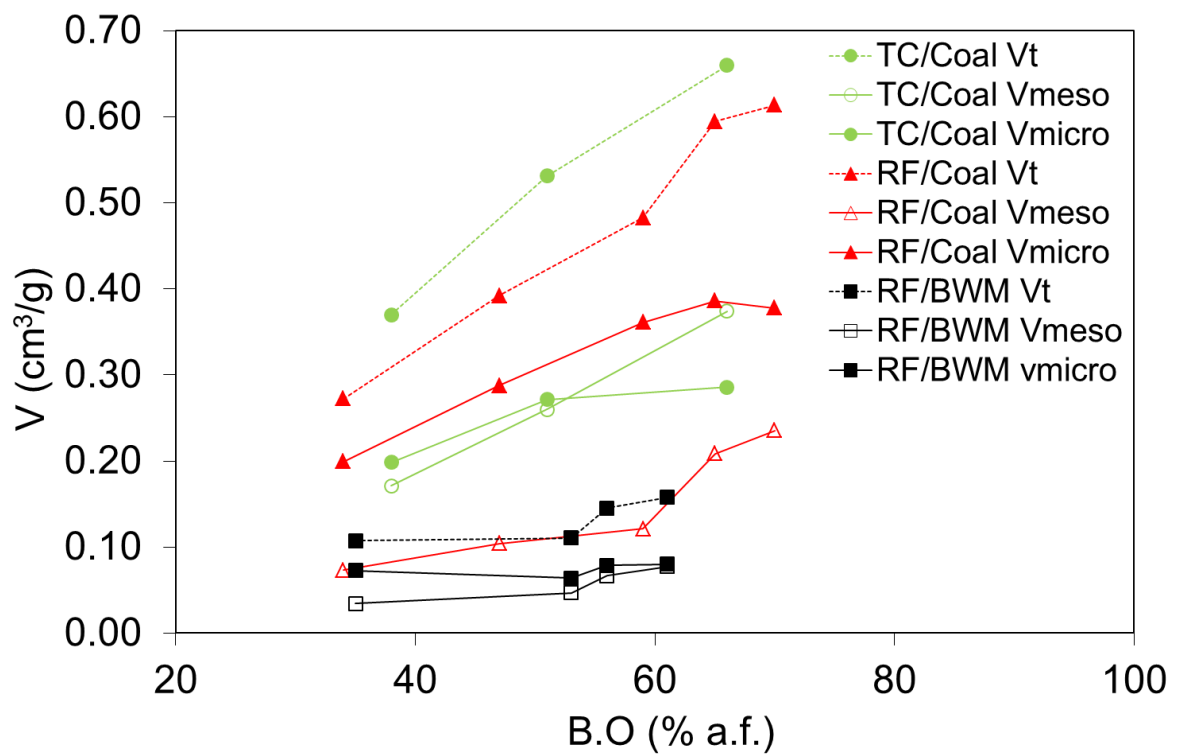 0.70
0.60
0.50
0.40
0.30
0.20
0.10
0.00
V (cm³/g)
20
40
60
80
100
B.O (% a.f.)
TC/Coal Vt
TC/Coal Vmeso
TC/Coal Vmicro
RF/Coal Vt
RF/Coal Vmeso
RF/Coal Vmicro
RF/BWM Vt
RF/BWM Vmeso
RF/BWM vmicro